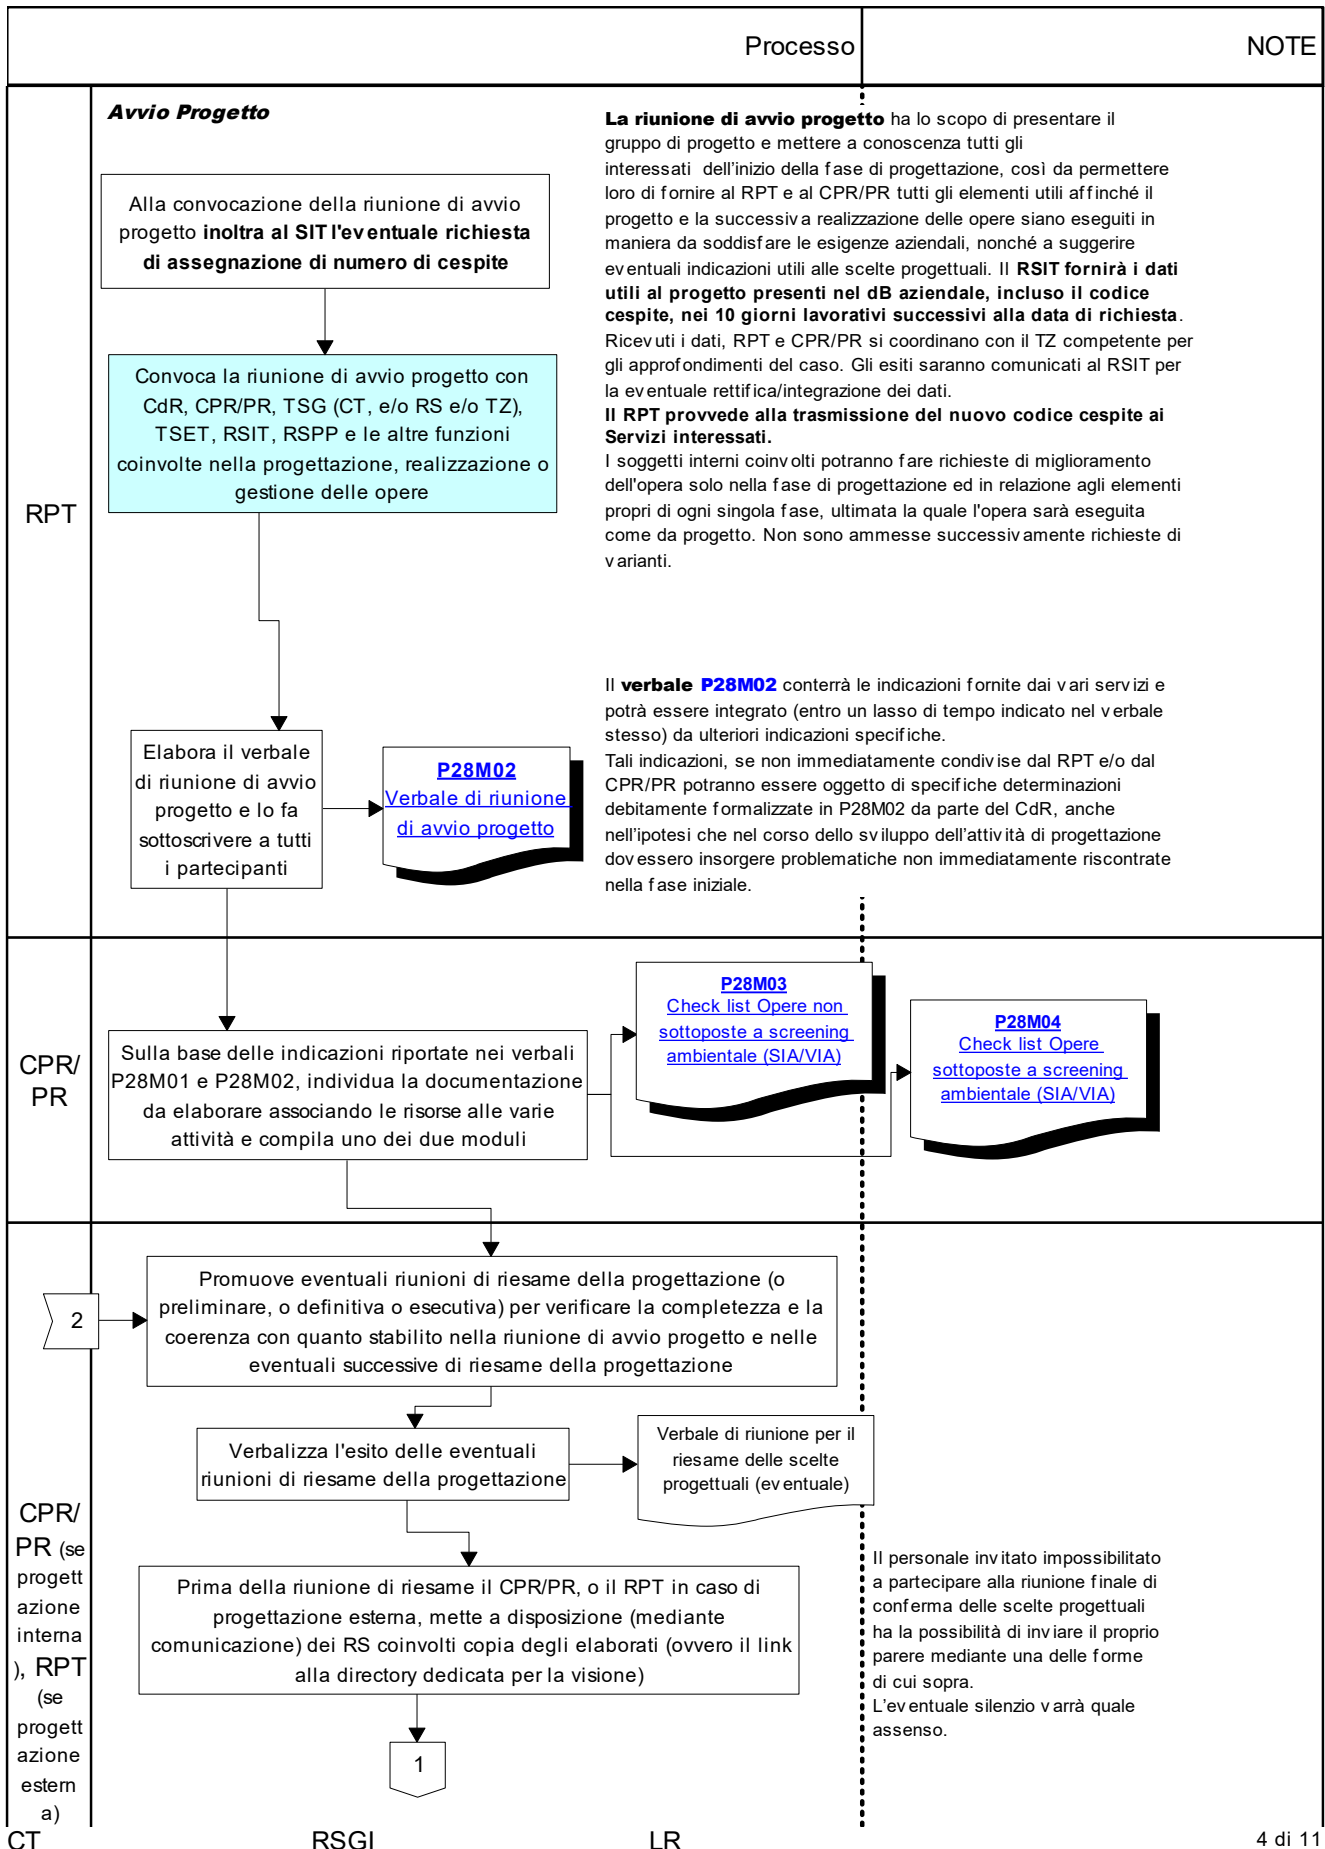 Processo
NOTE
RPT
Avvio Progetto
Alla convocazione della riunione di avvio
progetto inoltra al SIT l'eventuale richiesta
di assegnazione di numero di cespite
Convoca la riunione di avvio progetto con
CdR, CPR/PR, TSG (CT, e/o RS e/o TZ),
TSET, RSIT, RSPP e le altre funzioni
coinvolte nella progettazione, realizzazione o
gestione delle opere
La riunione di avvio progetto ha lo scopo di presentare il
gruppo di progetto e mettere a conoscenza tutti gli
interessati dell'inizio della fase di progettazione, così da permettere
loro di fornire al RPT e al CPR/PR tutti gli elementi utili affinché il
progetto e la successiva realizzazione delle opere siano eseguiti in
maniera da soddisfare le esigenze aziendali, nonché a suggerire
eventuali indicazioni utili alle scelte progettuali. Il RSIT fornirà i dati
utili al progetto presenti nel dB aziendale, incluso il codice
cespite, nei 10 giorni lavorativi successivi alla data di richiesta.
Ricevuti i dati, RPT e CPR/PR si coordinano con il TZ competente per
gli approfondimenti del caso. Gli esiti saranno comunicati al RSIT per
la eventuale rettifica/integrazione dei dati.
Il RPT provvede alla trasmissione del nuovo codice cespite ai
Servizi interessati.
I soggetti interni coinvolti potranno fare richieste di miglioramento
dell'opera solo nella fase di progettazione ed in relazione agli elementi
propri di ogni singola fase, ultimata la quale l'opera sarà eseguita
come da progetto. Non sono ammesse successivamente richieste di
varianti.
Elabora il verbale
di riunione di avvio
progetto e lo fa
sottoscrivere a tutti
i partecipanti
P28M02
Verbale di riunione
di avvio progetto
Il verbale P28M02 conterrà le indicazioni fornite dai vari servizi e
potrà essere integrato (entro un lasso di tempo indicato nel verbale
stesso) da ulteriori indicazioni specifiche.
Tali indicazioni, se non immediatamente condivise dal RPT e/o dal
CPR/PR potranno essere oggetto di specifiche determinazioni
debitamente formalizzate in P28M02 da parte del CdR, anche
nell'ipotesi che nel corso dello sviluppo dell'attività di progettazione
dovessero insorgere problematiche non immediatamente riscontrate
nella fase iniziale.
CPR/
PR
Sulla base delle indicazioni riportate nei verbali
P28M01 e P28M02, individua la documentazione
da elaborare associando le risorse alle varie
attività e compila uno dei due moduli
P28M03
Check list Opere non
sottoposte a screening
ambientale (SIA/VIA)
P28M04
Check list Opere
sottoposte a screening
ambientale (SIA/VIA)
CPR/
PR (se
progett
azione
interna
), RPT
(se
progett
azione
estern
a)
2
Promuove eventuali riunioni di riesame della progettazione (o
preliminare, o definitiva o esecutiva) per verificare la completezza e la
coerenza con quanto stabilito nella riunione di avvio progetto e nelle
eventuali successive di riesame della progettazione
Verbalizza l'esito delle eventuali
riunioni di riesame della progettazione
Verbale di riunione per il
riesame delle scelte
progettuali (eventuale)
Prima della riunione di riesame il CPR/PR, o il RPT in caso di
progettazione esterna, mette a disposizione (mediante
comunicazione) dei RS coinvolti copia degli elaborati (ovvero il link
alla directory dedicata per la visione)
1
Il personale invitato impossibilitato
a partecipare alla riunione finale di
conferma delle scelte progettuali
ha la possibilità di inviare il proprio
parere mediante una delle forme
di cui sopra.
L'eventuale silenzio varrà quale
assenso.
CT
RSGI
LR
4 di 11